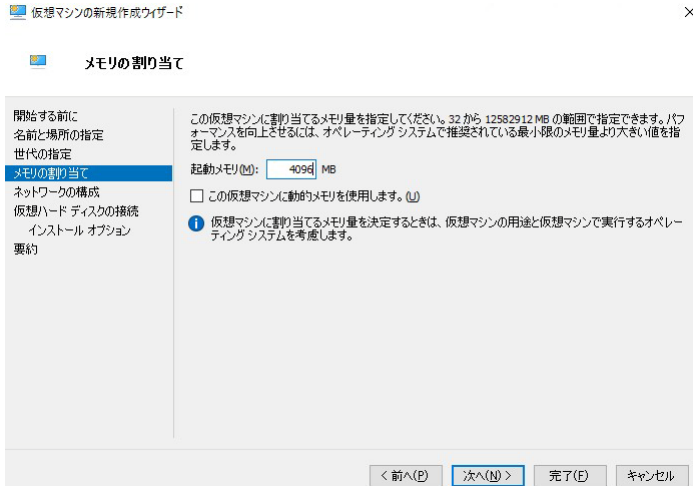 仮想マシンの新規作成ウィザード
×
メモリの割り当て
開始する前に
名前と場所の指定
世代の指定
メモリの割り当て
ネットワークの構成
仮想ハード ディスクの接続
インストール オプション
要約
この仮想マシンに割り当てるメモリ量を指定してください。32 から 12582912 MB の範囲で指定できます。パフ
ォーマンスを向上させるには、オペレーティング システムで推奨されている最小限のメモリ量より大きい値を指
定します。
起動メモリ(M): 4096 MB
この仮想マシンに動的メモリを使用します。(U)
仮想マシンに割り当てるメモリ量を決定するときは、仮想マシンの用途と仮想マシンで実行するオペレー
ティング システムを考慮します。
< 前へ(P) 次へ(N) > 完了(F) キャンセル